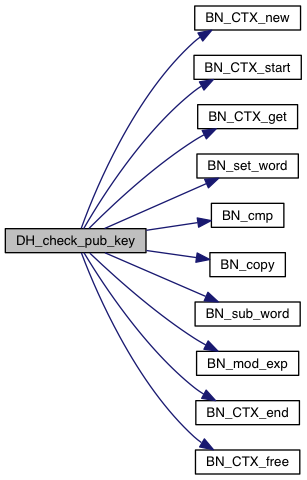 BN_CTX_new
BN_CTX_start
BN_CTX_get
BN_set_word
DH_check_pub_key
BN_cmp
BN_copy
BN_sub_word
BN_mod_exp
BN_CTX_end
BN_CTX_free